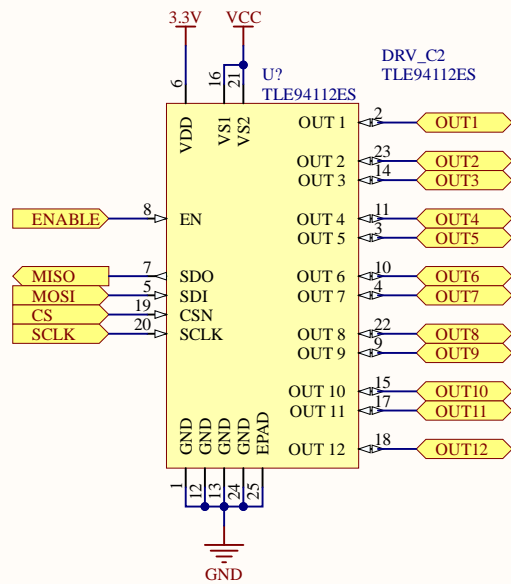 3.3V VCC
DRV_C2
U? TLE94112ES
TLE94112ES
6 16 21
VDD VS1 VS2
OUT 1 2 OUT1
OUT 2 23 OUT2
OUT 3 14 OUT3
ENABLE 8 EN OUT 4 11 OUT4
OUT 5 3 OUT5
MISO 7 SDO OUT 6 10 OUT6
MOSI 5 SDI OUT 7 4 OUT7
CS 19 CSN
SCLK 20 SCLK OUT 8 22 OUT8
OUT 9 9 OUT9
OUT 10 15 OUT10
OUT 11 17 OUT11
OUT 12 18 OUT12
GND GND GND GND EPAD
1 12 13 24 25
GND